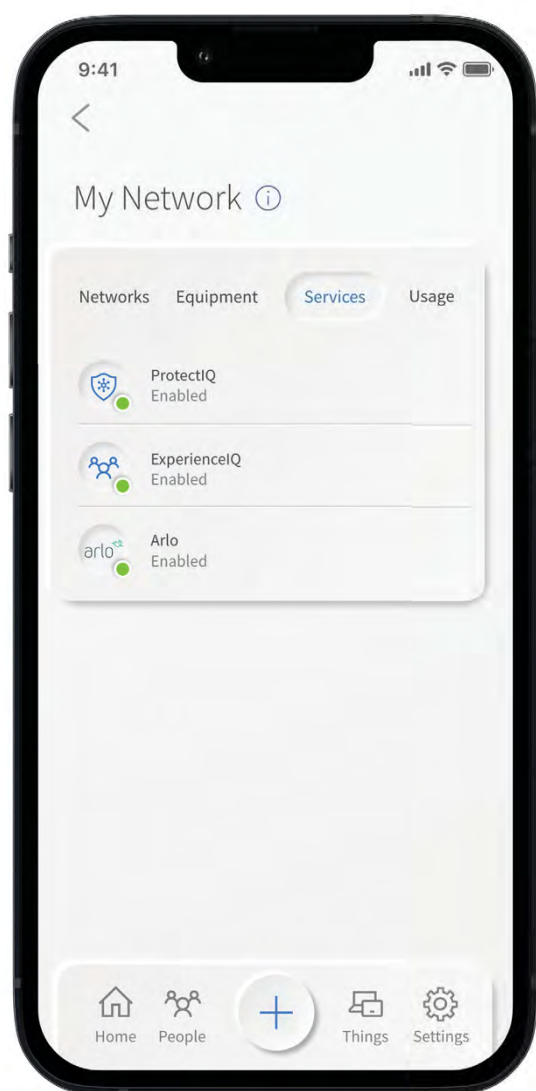 9:41
My Network
Networks Equipment Services Usage
ProtectIQ
Enabled
ExperienceIQ
Enabled
arlo
Arlo
Enabled
Home People Things Settings